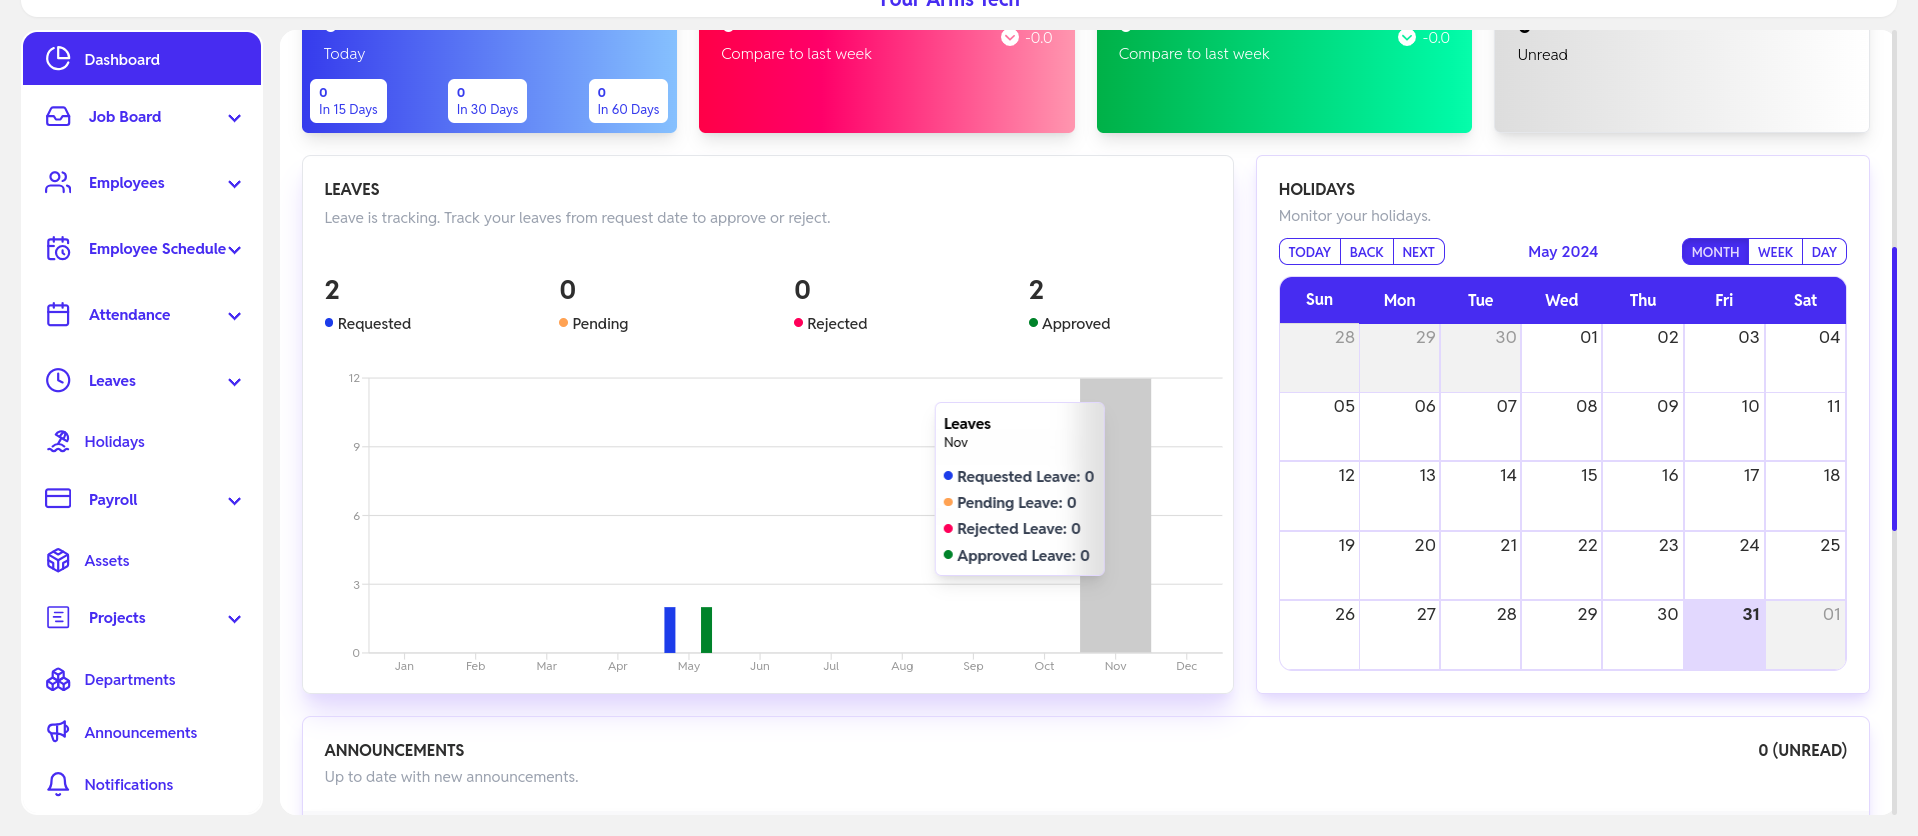 Your Arms Tech
Dashboard
Job Board
Employees
Employee Schedule
Attendance
Leaves
Holidays
Payroll
Assets
Projects
Departments
Announcements
Notifications
Today
0
In 15 Days
0
In 30 Days
0
In 60 Days
-0.0
Compare to last week
-0.0
Compare to last week
Unread
LEAVES
Leave is tracking. Track your leaves from request date to approve or reject.
2
Requested
0
Pending
0
Rejected
2
Approved
12
9
6
3
0
Jan Feb Mar Apr May Jun Jul Aug Sep Oct Nov Dec
Leaves
Nov
Requested Leave: 0
Pending Leave: 0
Rejected Leave: 0
Approved Leave: 0
HOLIDAYS
Monitor your holidays.
TODAY BACK NEXT May 2024 MONTH WEEK DAY
Sun Mon Tue Wed Thu Fri Sat
28 29 30 01 02 03 04
05 06 07 08 09 10 11
12 13 14 15 16 17 18
19 20 21 22 23 24 25
26 27 28 29 30 31 01
ANNOUNCEMENTS 0 (UNREAD)
Up to date with new announcements.